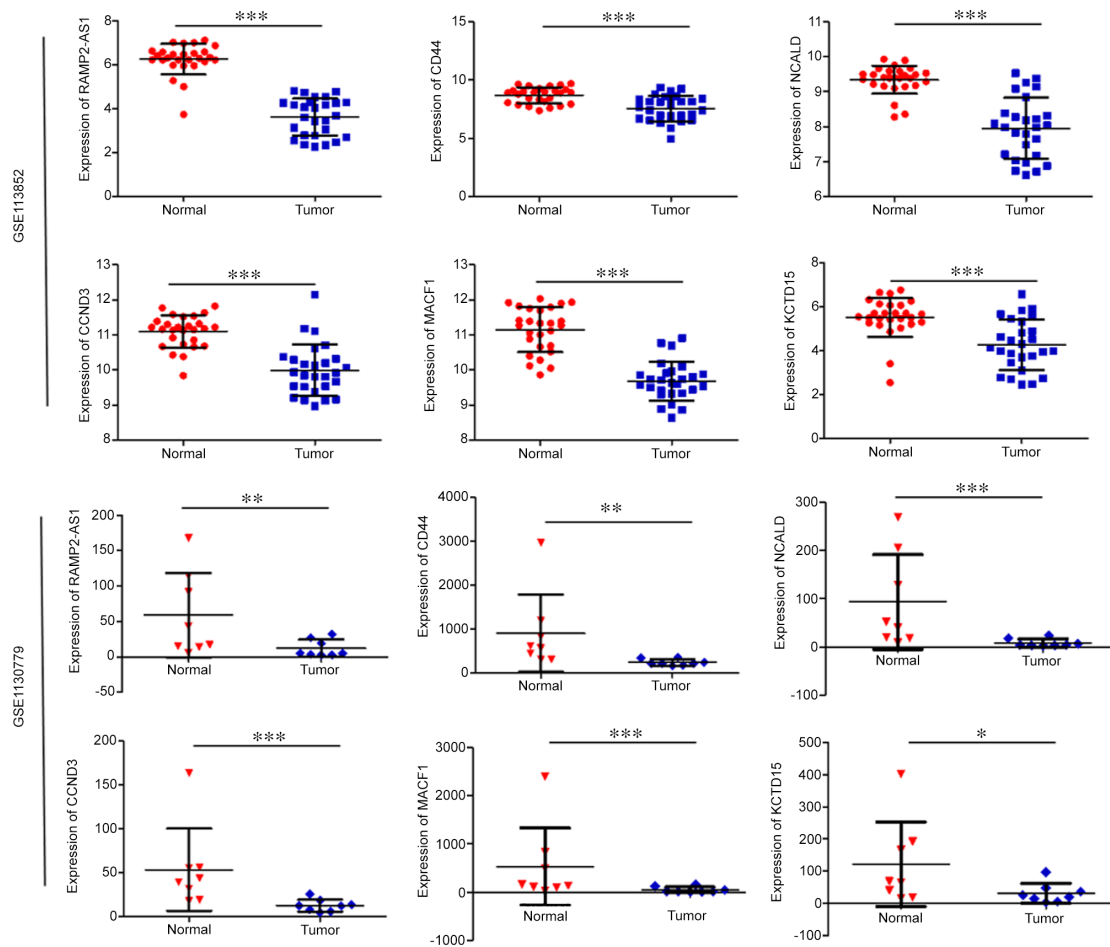 GSE113852
Expression of RAMP2-AS1
***
8
6
4
2
0
Normal Tumor
Expression of CD44
***
15
10
5
0
Normal Tumor
Expression of NCALD
***
11
10
9
8
7
6
Normal Tumor
Expression of CCND3
***
13
12
11
10
9
8
Normal Tumor
Expression of MACF1
***
13
12
11
10
9
8
Normal Tumor
Expression of KCTD15
***
8
6
4
2
0
Normal Tumor
GSE1130779
Expression of RAMP2-AS1
**
200
150
100
50
0
-50
Normal Tumor
Expression of CD44
**
4000
3000
2000
1000
0
Normal Tumor
Expression of NCALD
***
300
200
100
0
-100
Normal Tumor
Expression of CCND3
***
200
150
100
50
0
Normal Tumor
Expression of MACF1
***
3000
2000
1000
0
-1000
Normal Tumor
Expression of KCTD15
*
500
400
300
200
100
0
-100
Normal Tumor